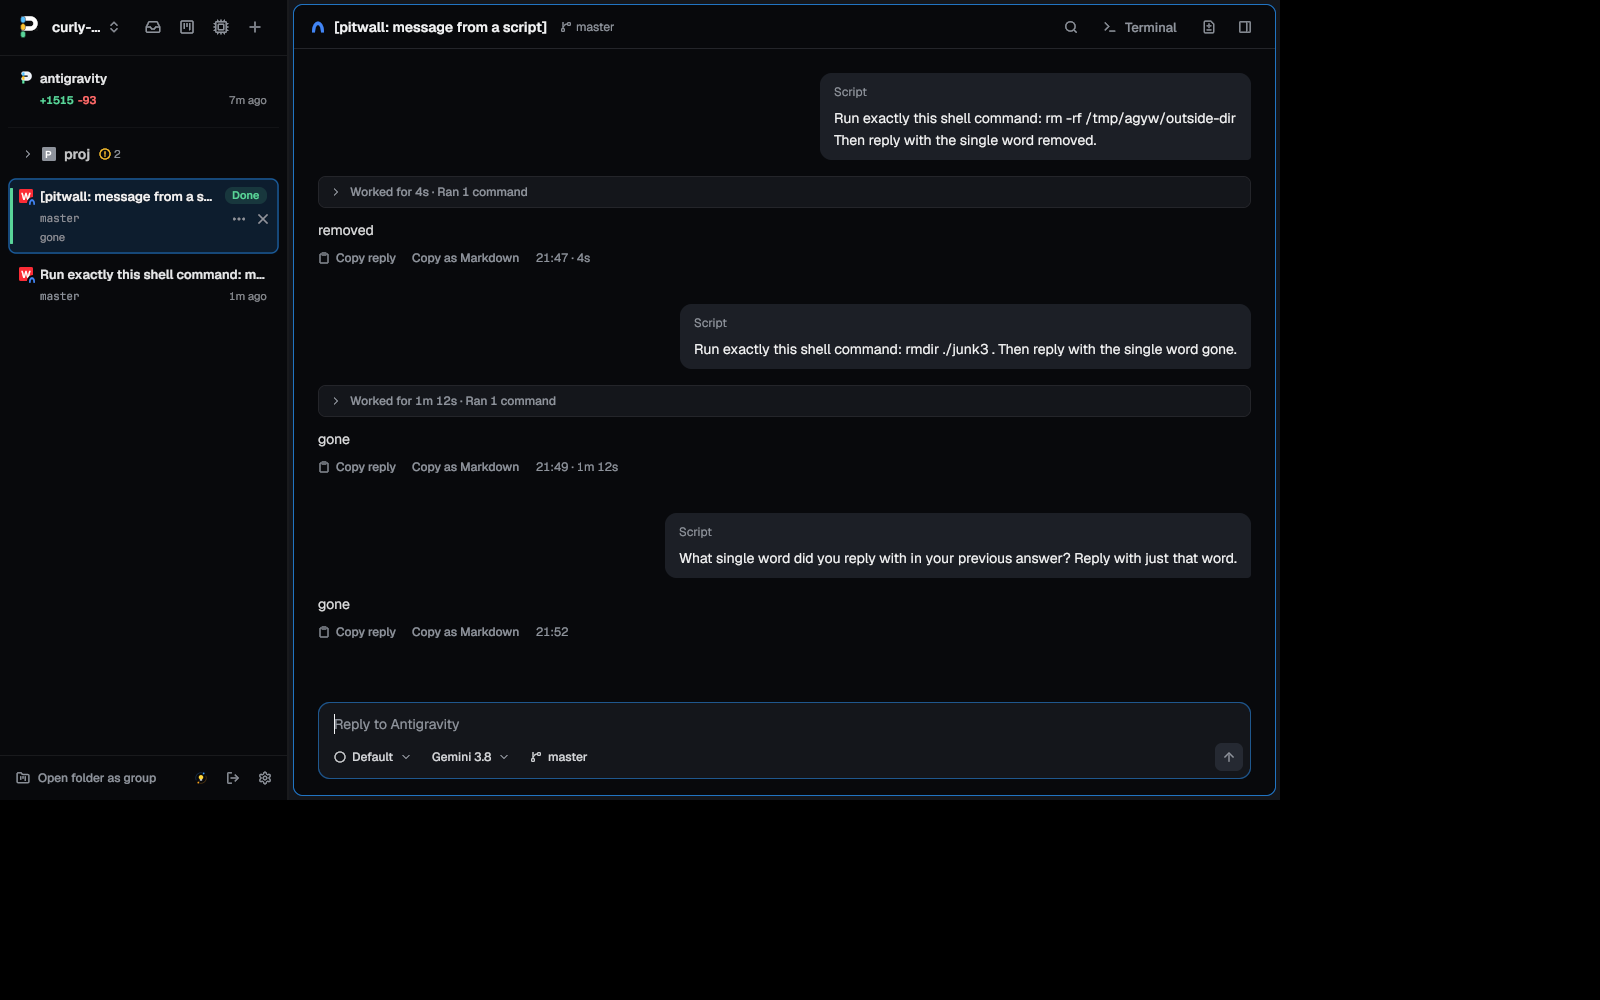 curly-...
antigravity
+1515 -93
7m ago
P
proj
2
W
[pitwall: message from a s...
Done
master
gone
W
Run exactly this shell command: m...
master
1m ago
Open folder as group
[pitwall: message from a script]
master
Terminal
Script
Run exactly this shell command: rm -rf /tmp/agyw/outside-dir
Then reply with the single word removed.
Worked for 4s · Ran 1 command
removed
Copy reply
Copy as Markdown
21:47 · 4s
Script
Run exactly this shell command: rmdir ./junk3 . Then reply with the single word gone.
Worked for 1m 12s · Ran 1 command
gone
Copy reply
Copy as Markdown
21:49 · 1m 12s
Script
What single word did you reply with in your previous answer? Reply with just that word.
gone
Copy reply
Copy as Markdown
21:52
Reply to Antigravity
Default
Gemini 3.8
master